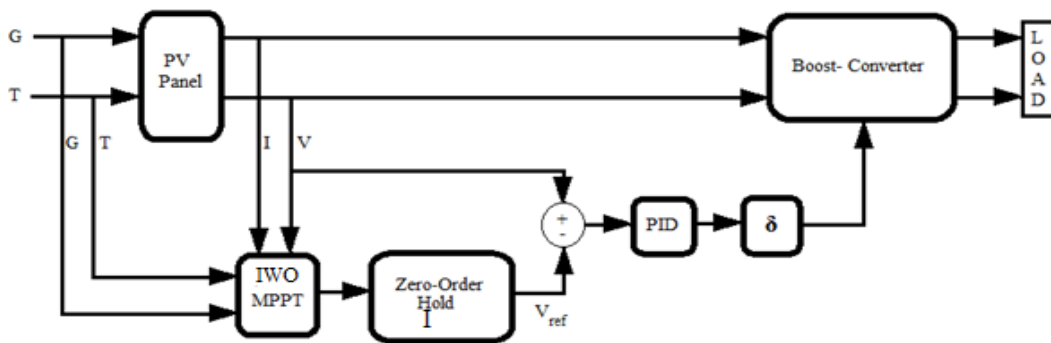 G
T
PV
Panel
G
T
I
V
Boost- Converter
L
O
A
D
+
-
PID
δ
IWO
MPPT
Zero-Order
Hold
I
V_ref